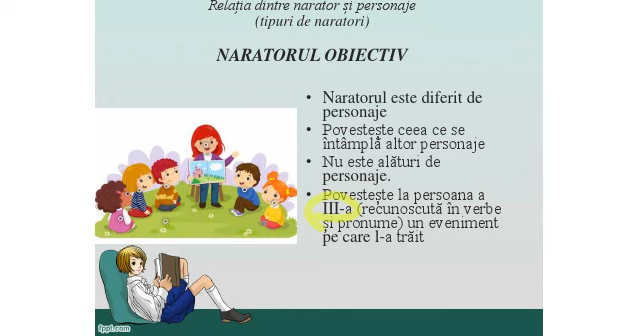 Relația dintre narator și personaje
(tipuri de naratori)
NARATORUL OBIECTIV
• Naratorul este diferit de
personaje
• Povestește ceea ce se
întâmplă altor personaje
• Nu este alături de
personaje.
• Povestește la persoana a
III-a (recunoscută în verbe
și pronume) un eveniment
pe care l-a trăit
fppt.com